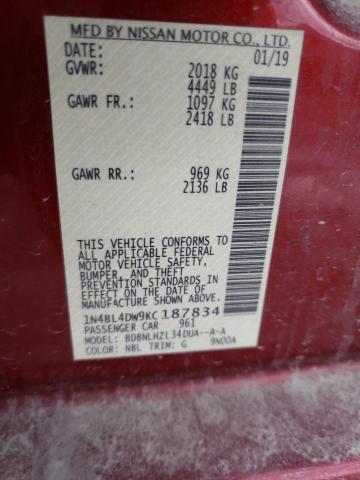 MFD BY NISSAN MOTOR CO., LTD.
DATE: 01/19
GVWR: 2018 KG
4449 LB
GAWR FR: 1097 KG
2418 LB
GAWR RR: 969 KG
2136 LB
THIS VEHICLE CONFORMS TO
ALL APPLICABLE FEDERAL
MOTOR VEHICLE SAFETY,
BUMPER, AND THEFT
PREVENTION STANDARDS IN
EFFECT ON THE DATE OF
MANUFACTURE SHOWN ABOVE.
1N4BL4DW9KC187834
PASSENGER CAR 961
MODEL: BDBNLHZL34DUA--A-A
COLOR: NBL TRIM: G 9N00A